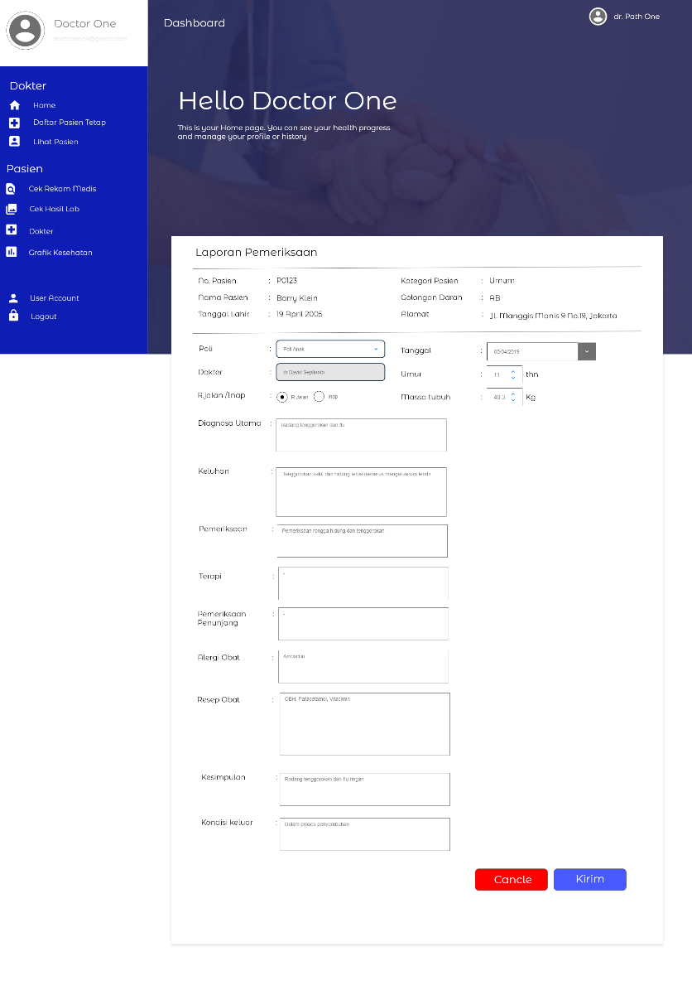 Doctor One
doctormed@gmail.com
Dashboard
dr. Path One
Dokter
Home
Daftar Pasien Tetap
Lihat Pasien
Pasien
Cek Rekam Medis
Cek Hasil Lab
Dokter
Grafik Kesehatan
User Account
Logout
Hello Doctor One
This is your Home page. You can see your health progress
and manage your profile or history
Laporan Pemeriksaan
No. Pasien : P0123
Kategori Pasien : Umum
Nama Pasien : Barry Klein
Golongan Darah : AB
Tanggal Lahir : 19 April 2005
Alamat : JL Manggis Manis 9 No.19, Jakarta
Poli : Poli Anak
Tanggal : 05/04/2019
Dokter : dr.David Septianto
Umur : 11 thn
R.jalan /Inap : R.Jalan Inap
Massa tubuh : 40.3 Kg
Diagnosa Utama : Radang tenggorokan dan flu
Keluhan : Tenggorokan sakit dan hidung terus-menerus mengeluarkan lendir
Pemeriksaan : Pemeriksaan rongga hidung dan tenggorokan
Terapi : -
Pemeriksaan : -
Penunjang
Alergi Obat : Amoxcilin
Resep Obat : OBH, Paracetamol, Vitacimin
Kesimpulan : Radang tenggorokan dan flu ringan
Kondisi keluar : Dalam proses penyembuhan
Cancle
Kirim